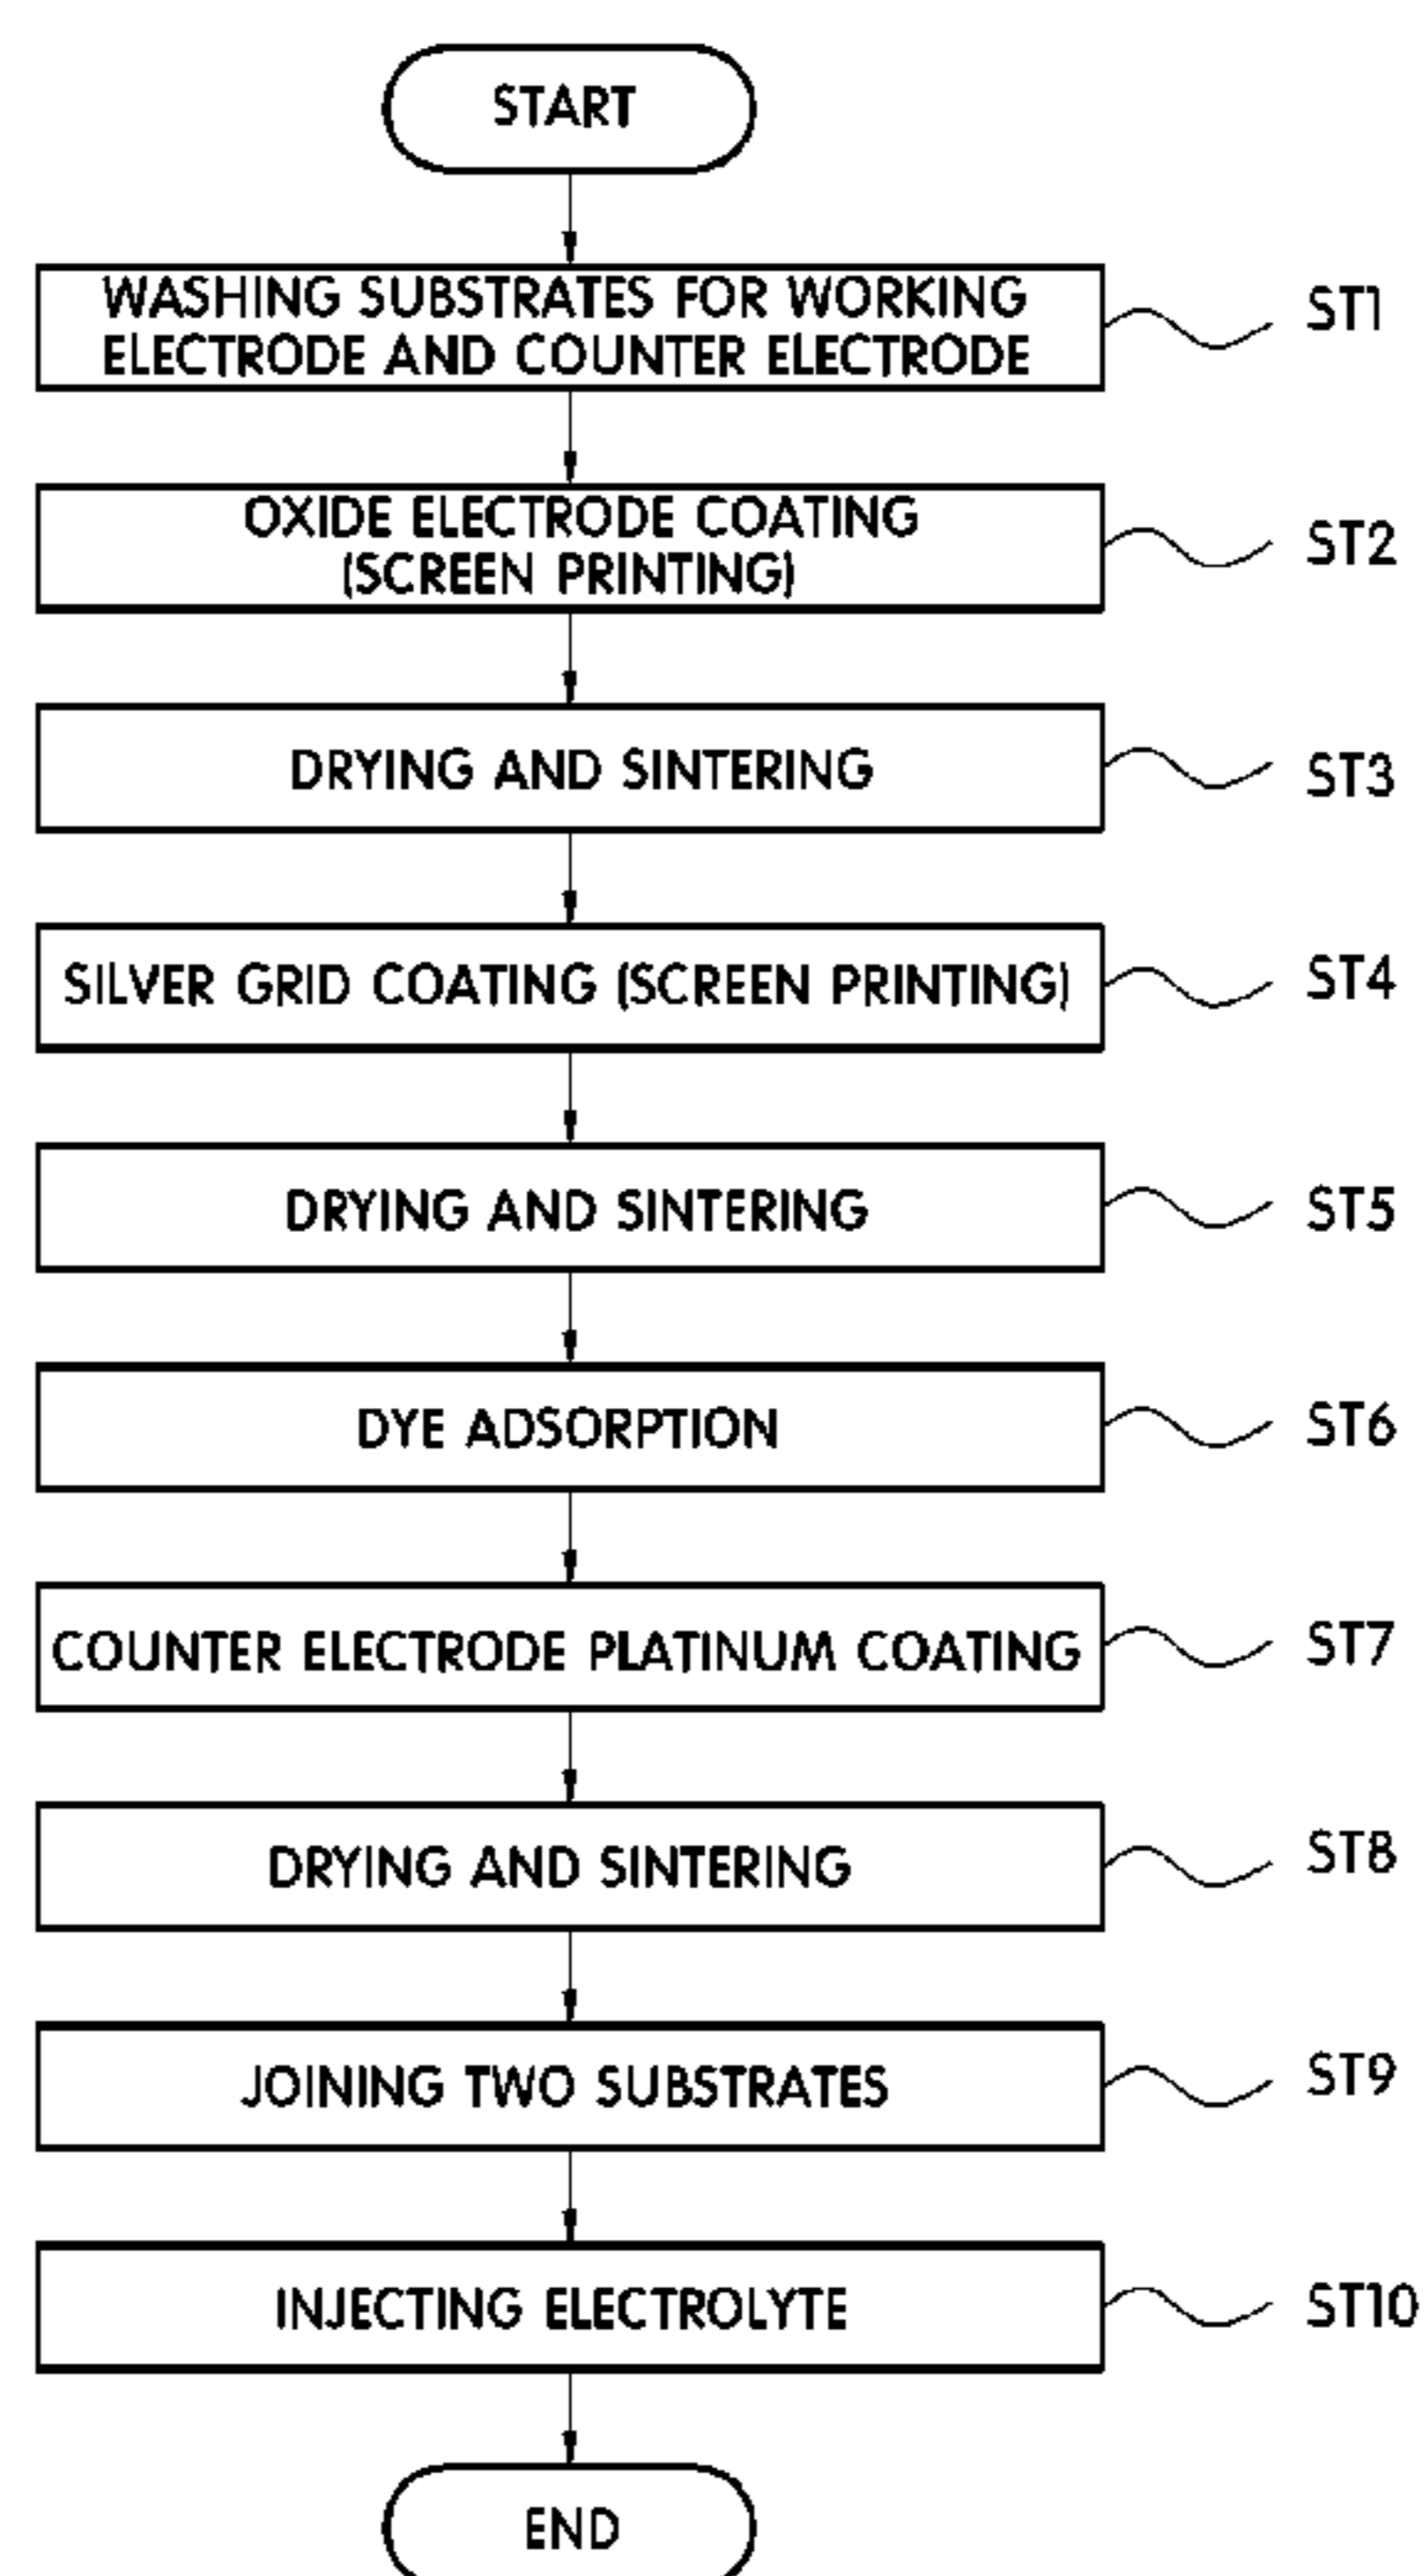 START
WASHING SUBSTRATES FOR WORKING
ELECTRODE AND COUNTER ELECTRODE
ST1
OXIDE ELECTRODE COATING
(SCREEN PRINTING)
ST2
DRYING AND SINTERING
ST3
SILVER GRID COATING (SCREEN PRINTING)
ST4
DRYING AND SINTERING
ST5
DYE ADSORPTION
ST6
COUNTER ELECTRODE PLATINUM COATING
ST7
DRYING AND SINTERING
ST8
JOINING TWO SUBSTRATES
ST9
INJECTING ELECTROLYTE
ST10
END